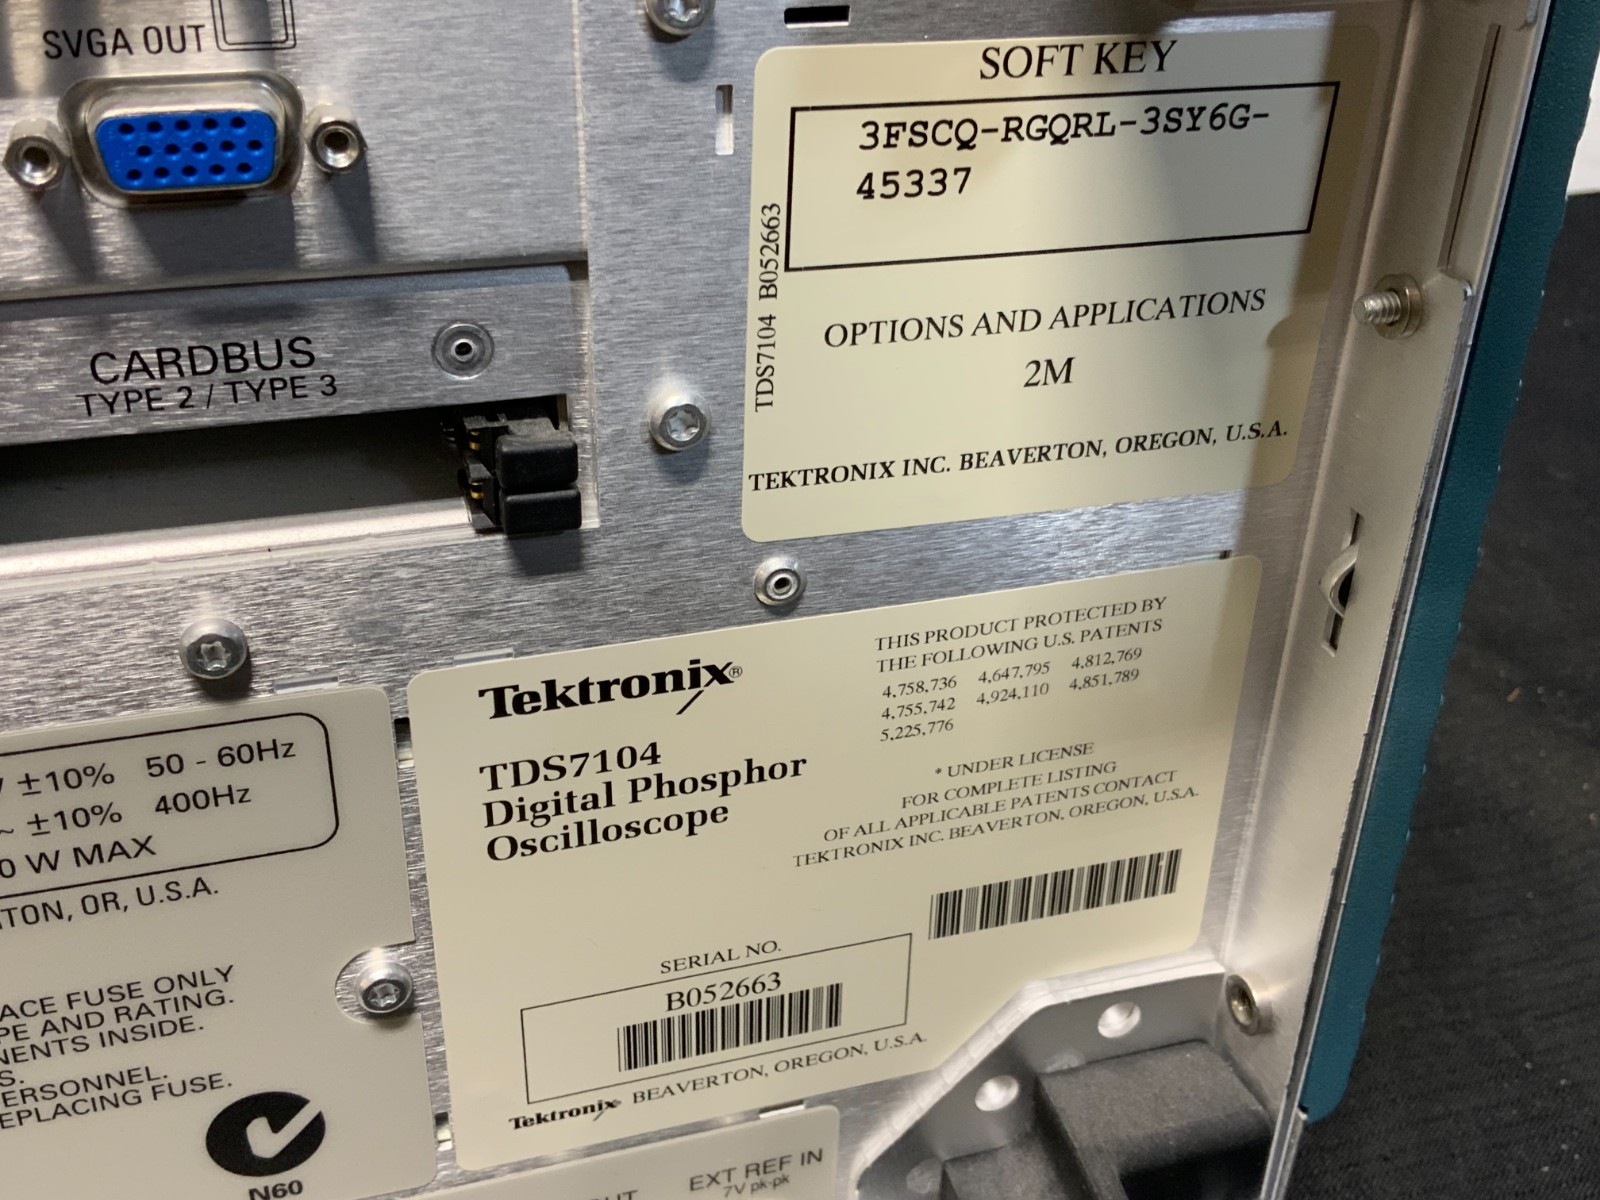 SVGA OUT
SOFT KEY
3FSCQ-RGQRL-3SY6G-
45337
TDS7104 B052663
OPTIONS AND APPLICATIONS
2M
TEKTRONIX INC. BEAVERTON, OREGON, U.S.A.
CARDBUS
TYPE 2 / TYPE 3
Tektronix®
TDS7104
Digital Phosphor
Oscilloscope
THIS PRODUCT PROTECTED BY
THE FOLLOWING U.S. PATENTS
4,758,736 4,647,795 4,812,769
4,755,742 4,924,110 4,851,789
5,225,776
* UNDER LICENSE
FOR COMPLETE LISTING
OF ALL APPLICABLE PATENTS CONTACT
TEKTRONIX INC. BEAVERTON, OREGON, U.S.A.
SERIAL NO.
B052663
Tektronix BEAVERTON, OREGON, U.S.A.
±10% 50 - 60Hz
~ ±10% 400Hz
0 W MAX
TON, OR, U.S.A.
ACE FUSE ONLY
PE AND RATING.
NENTS INSIDE.
S.
ERSONNEL.
EPLACING FUSE.
N60
UT
EXT REF IN
7V pk-pk